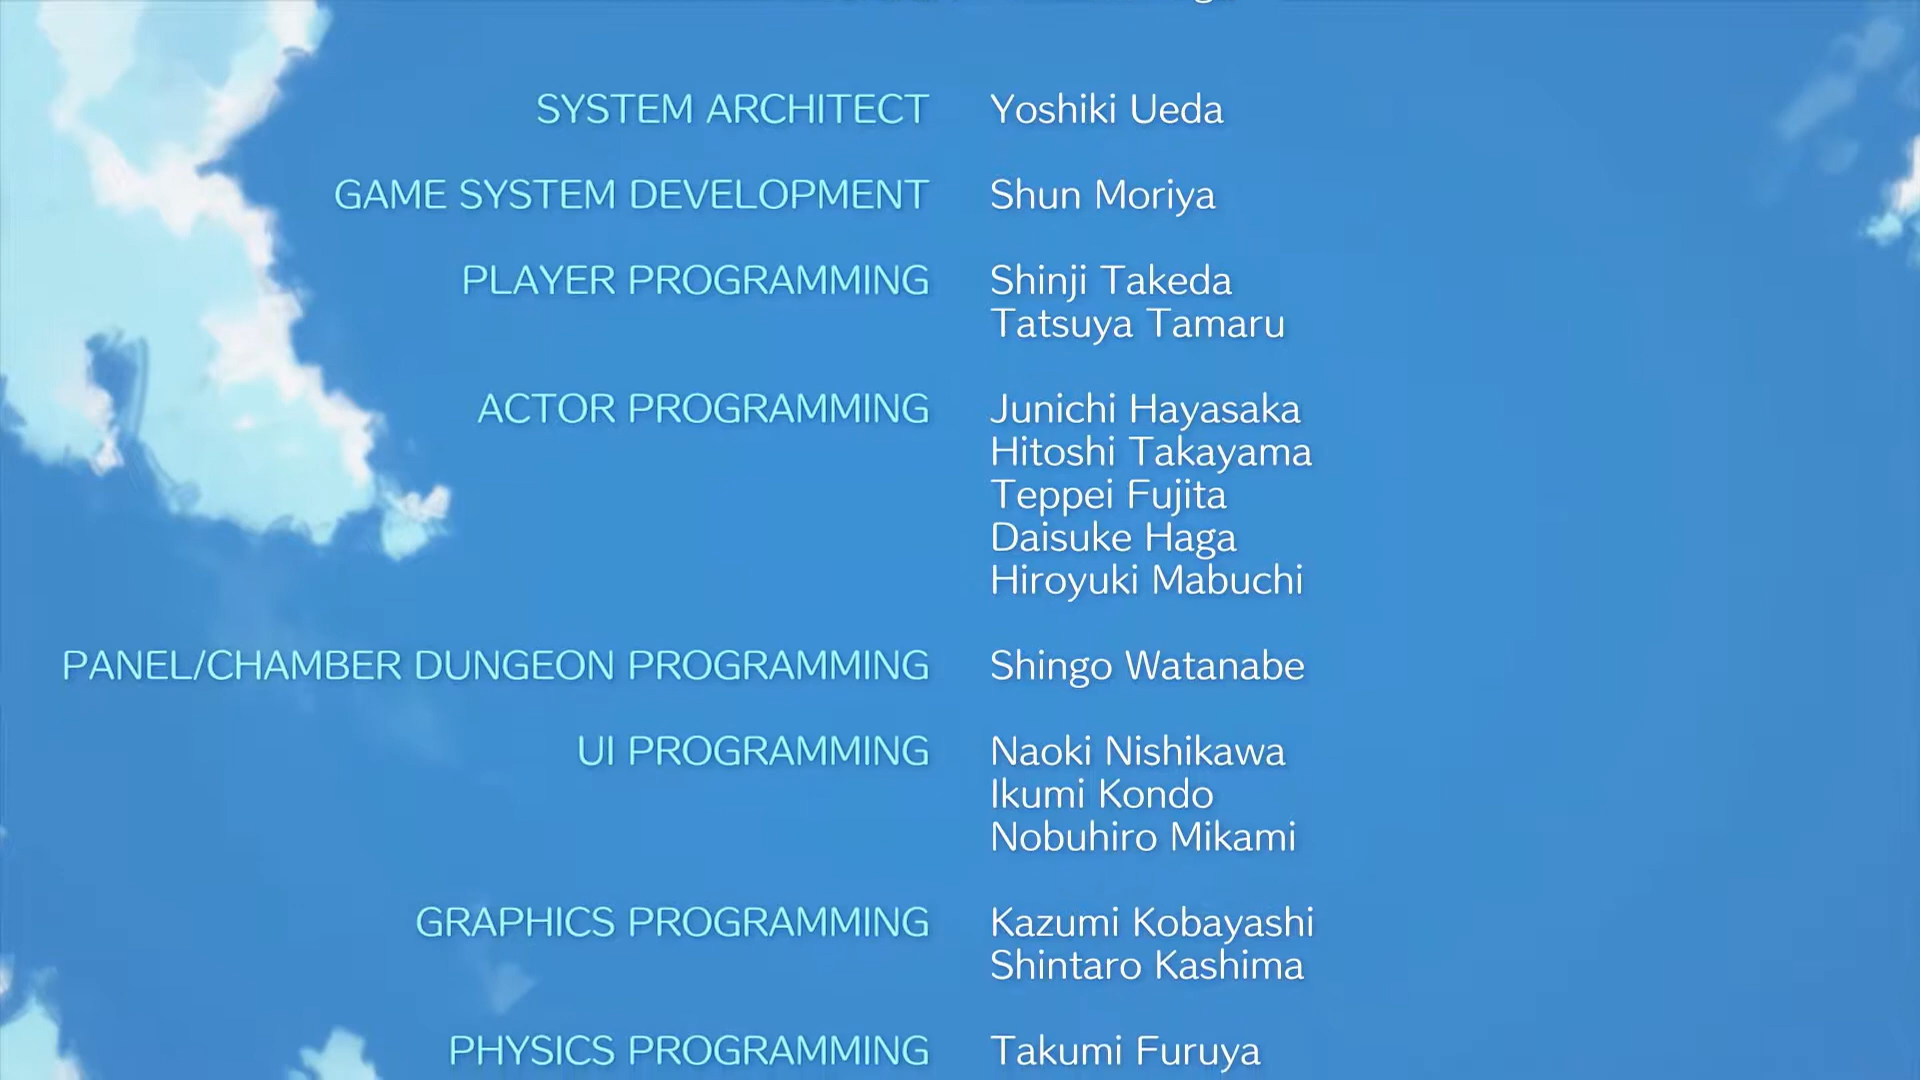 SYSTEM ARCHITECT Yoshiki Ueda
GAME SYSTEM DEVELOPMENT Shun Moriya
PLAYER PROGRAMMING Shinji Takeda
Tatsuya Tamaru
ACTOR PROGRAMMING Junichi Hayasaka
Hitoshi Takayama
Teppei Fujita
Daisuke Haga
Hiroyuki Mabuchi
PANEL/CHAMBER DUNGEON PROGRAMMING Shingo Watanabe
UI PROGRAMMING Naoki Nishikawa
Ikumi Kondo
Nobuhiro Mikami
GRAPHICS PROGRAMMING Kazumi Kobayashi
Shintaro Kashima
PHYSICS PROGRAMMING Takumi Furuya